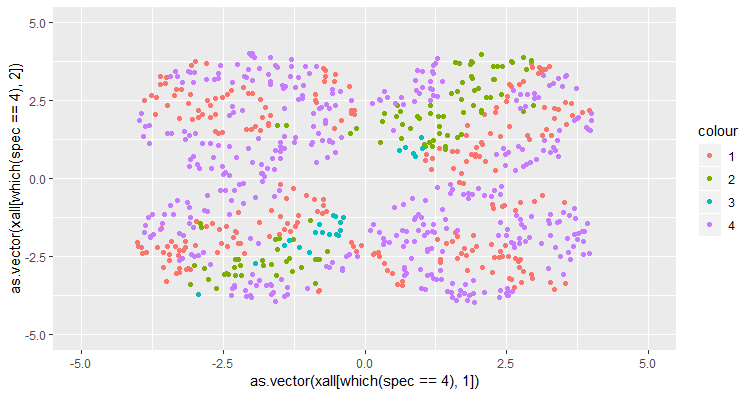 5.0
2.5
0.0
-2.5
-5.0
as.vector(xall[which(spec == 4), 2])
-5.0 -2.5 0.0 2.5 5.0
as.vector(xall[which(spec == 4), 1])
colour
1
2
3
4